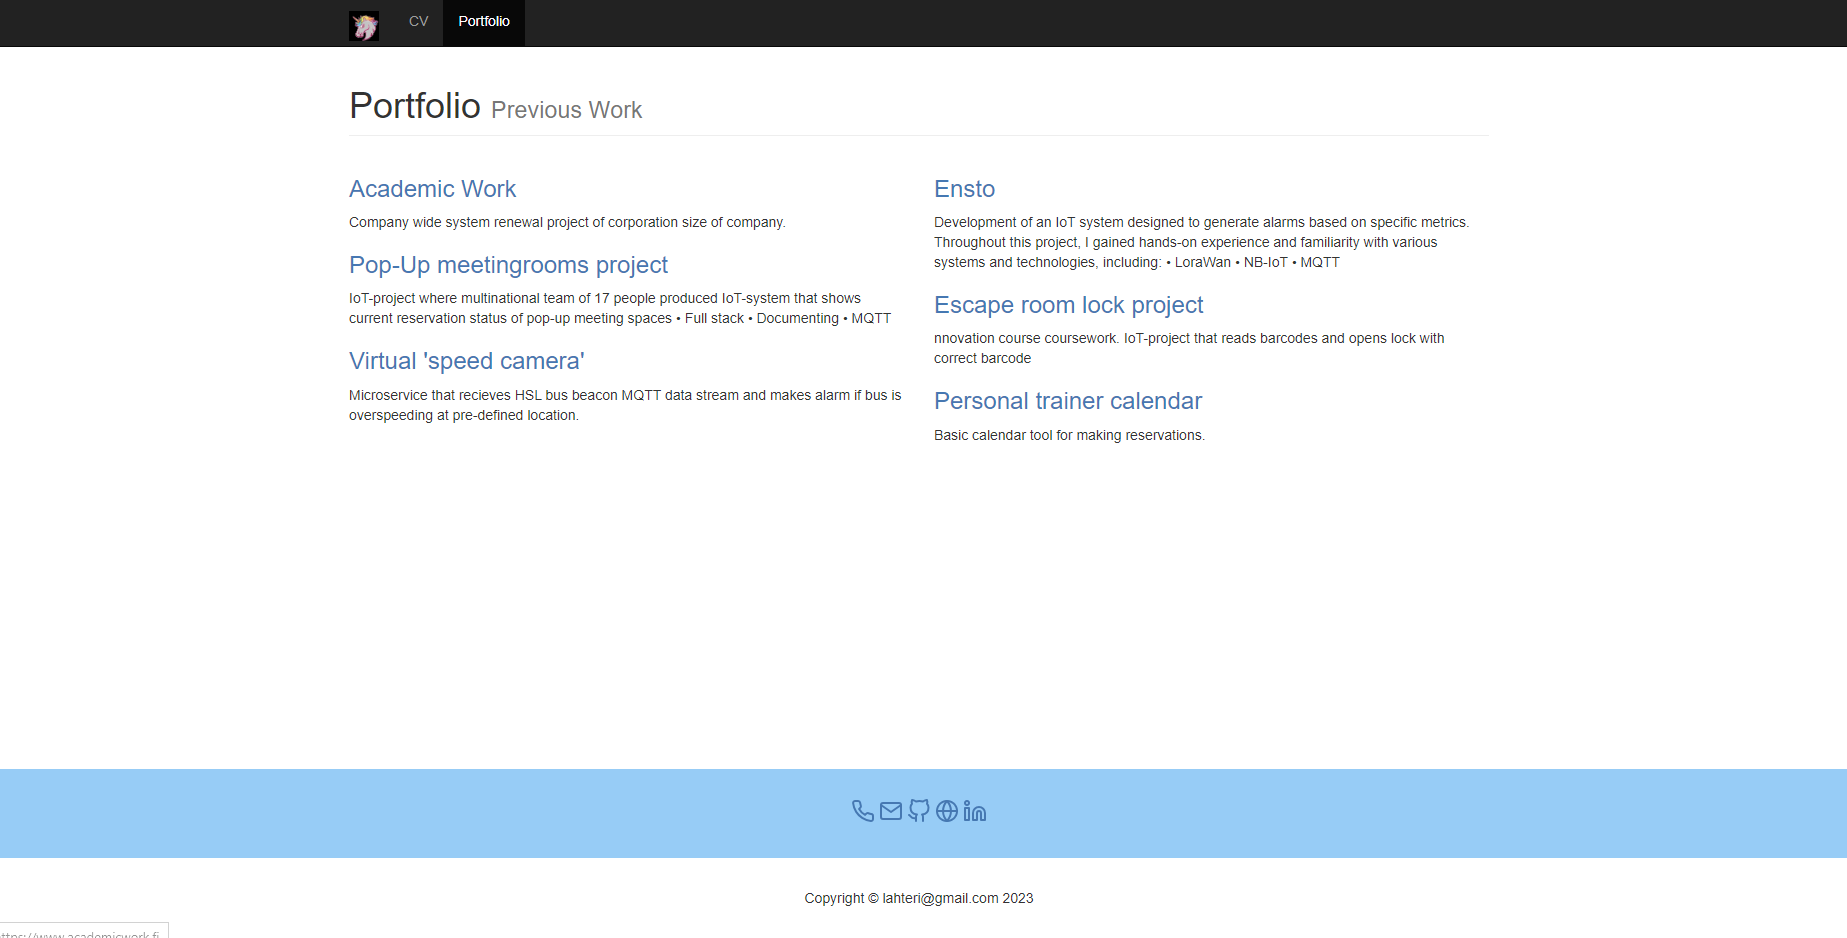 CV
Portfolio
Portfolio Previous Work
Academic Work
Company wide system renewal project of corporation size of company.
Pop-Up meetingrooms project
IoT-project where multinational team of 17 people produced IoT-system that shows
current reservation status of pop-up meeting spaces • Full stack • Documenting • MQTT
Virtual 'speed camera'
Microservice that recieves HSL bus beacon MQTT data stream and makes alarm if bus is
overspeeding at pre-defined location.
Ensto
Development of an IoT system designed to generate alarms based on specific metrics.
Throughout this project, I gained hands-on experience and familiarity with various
systems and technologies, including: • LoraWan • NB-IoT • MQTT
Escape room lock project
nnovation course coursework. IoT-project that reads barcodes and opens lock with
correct barcode
Personal trainer calendar
Basic calendar tool for making reservations.
Copyright © lahteri@gmail.com 2023
ttps://www.academicwork.fi